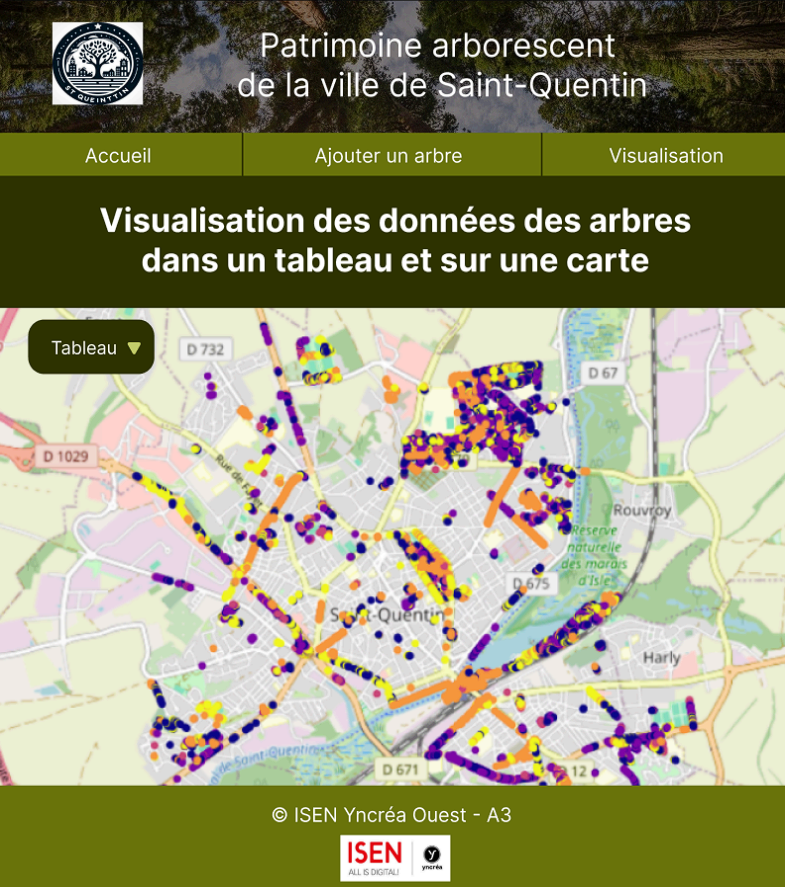 Patrimoine arborescent
de la ville de Saint-Quentin
ST QUEINTTIN
Accueil
Ajouter un arbre
Visualisation
Visualisation des données des arbres
dans un tableau et sur une carte
Tableau
D 732
D 67
D 1029
Rouvroy
Réserve
naturelle
des marais
d'Isle
D 675
Harly
de Saint-Quentin
D 671
12
© ISEN Yncréa Ouest - A3
ISEN
ALL IS DIGITAL!
yncréa